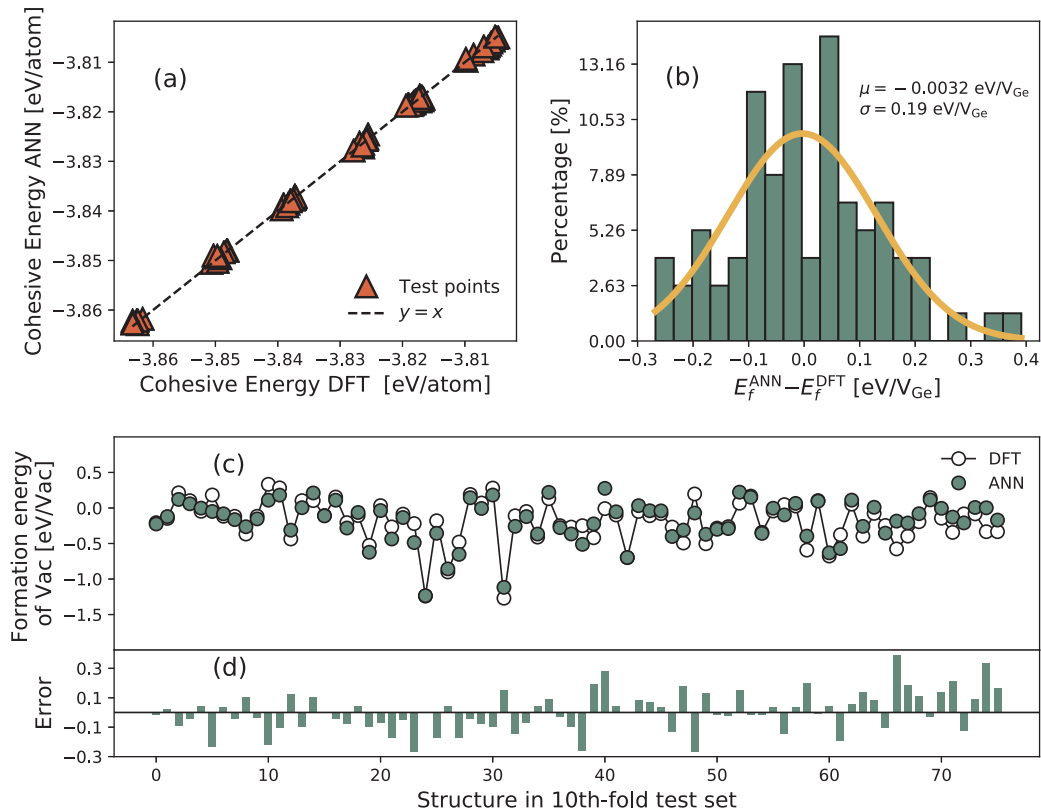 Cohesive Energy ANN [eV/atom]
−3.81
−3.82
−3.83
−3.84
−3.85
−3.86
(a)
Test points
y = x
−3.86 −3.85 −3.84 −3.83 −3.82 −3.81
Cohesive Energy DFT [eV/atom]
Percentage [%]
13.16
10.53
7.89
5.26
2.63
0.00
(b)
μ = − 0.0032 eV/V_Ge
σ = 0.19 eV/V_Ge
−0.3 −0.2 −0.1 0.0 0.1 0.2 0.3 0.4
E_f^ANN − E_f^DFT [eV/V_Ge]
Formation energy
of Vac [eV/Vac]
0.5
0.0
−0.5
−1.0
−1.5
(c)
DFT
ANN
Error
0.3
0.1
−0.1
−0.3
(d)
0 10 20 30 40 50 60 70
Structure in 10th-fold test set